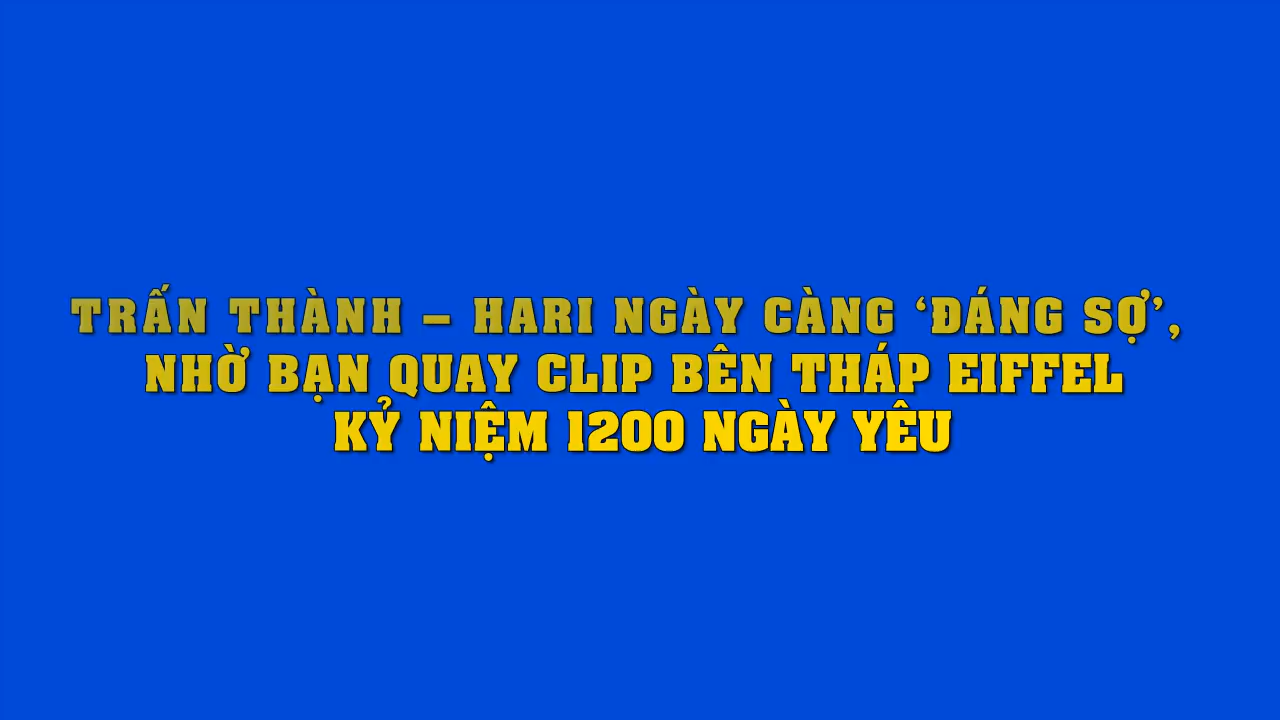 TRẤN THÀNH – HARI NGÀY CÀNG ‘ĐÁNG SỢ’,
NHỜ BẠN QUAY CLIP BÊN THÁP EIFFEL
KỶ NIỆM 1200 NGÀY YÊU